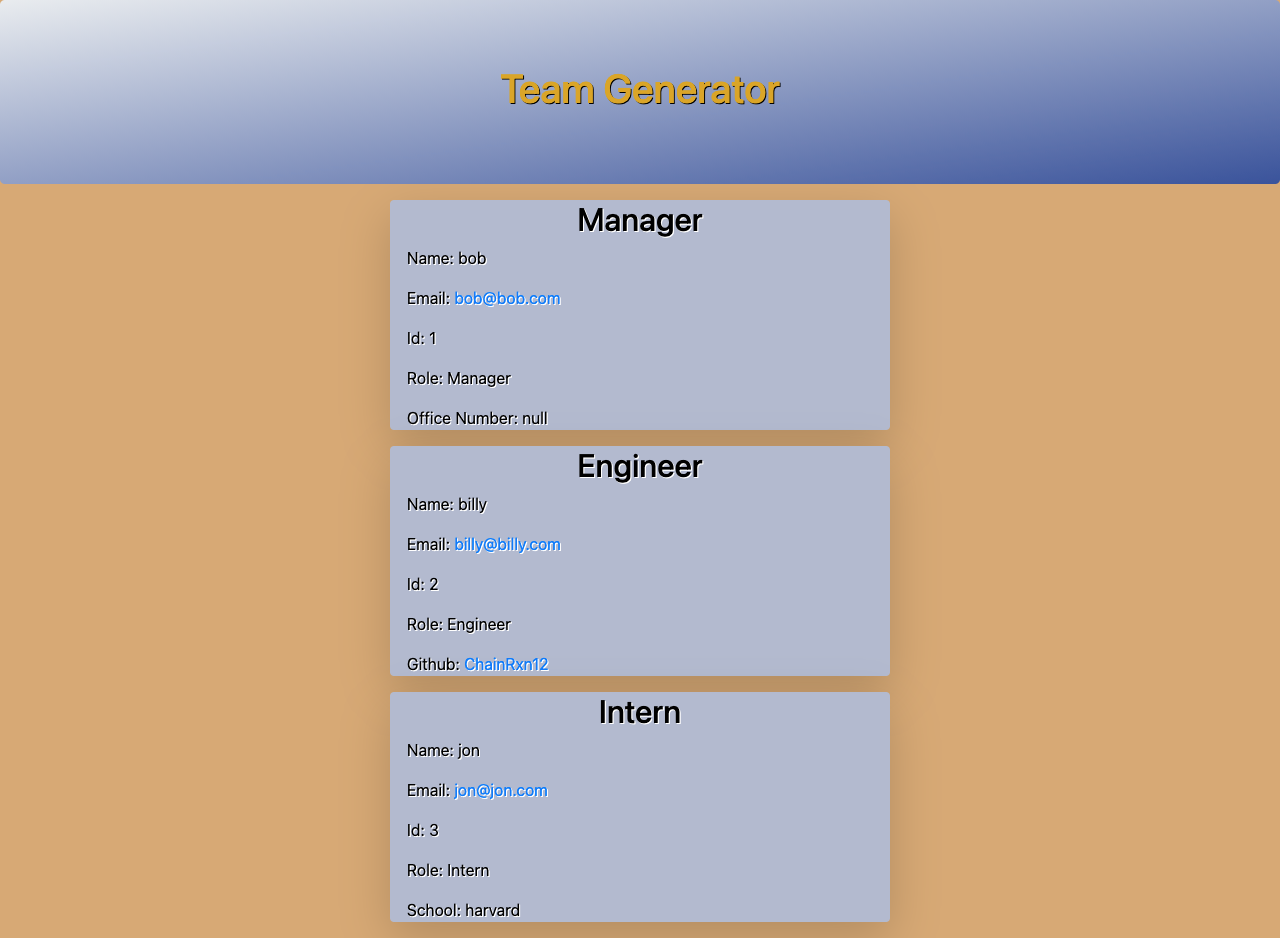 Team Generator
Manager
Name: bob
Email: bob@bob.com
Id: 1
Role: Manager
Office Number: null
Engineer
Name: billy
Email: billy@billy.com
Id: 2
Role: Engineer
Github: ChainRxn12
Intern
Name: jon
Email: jon@jon.com
Id: 3
Role: Intern
School: harvard